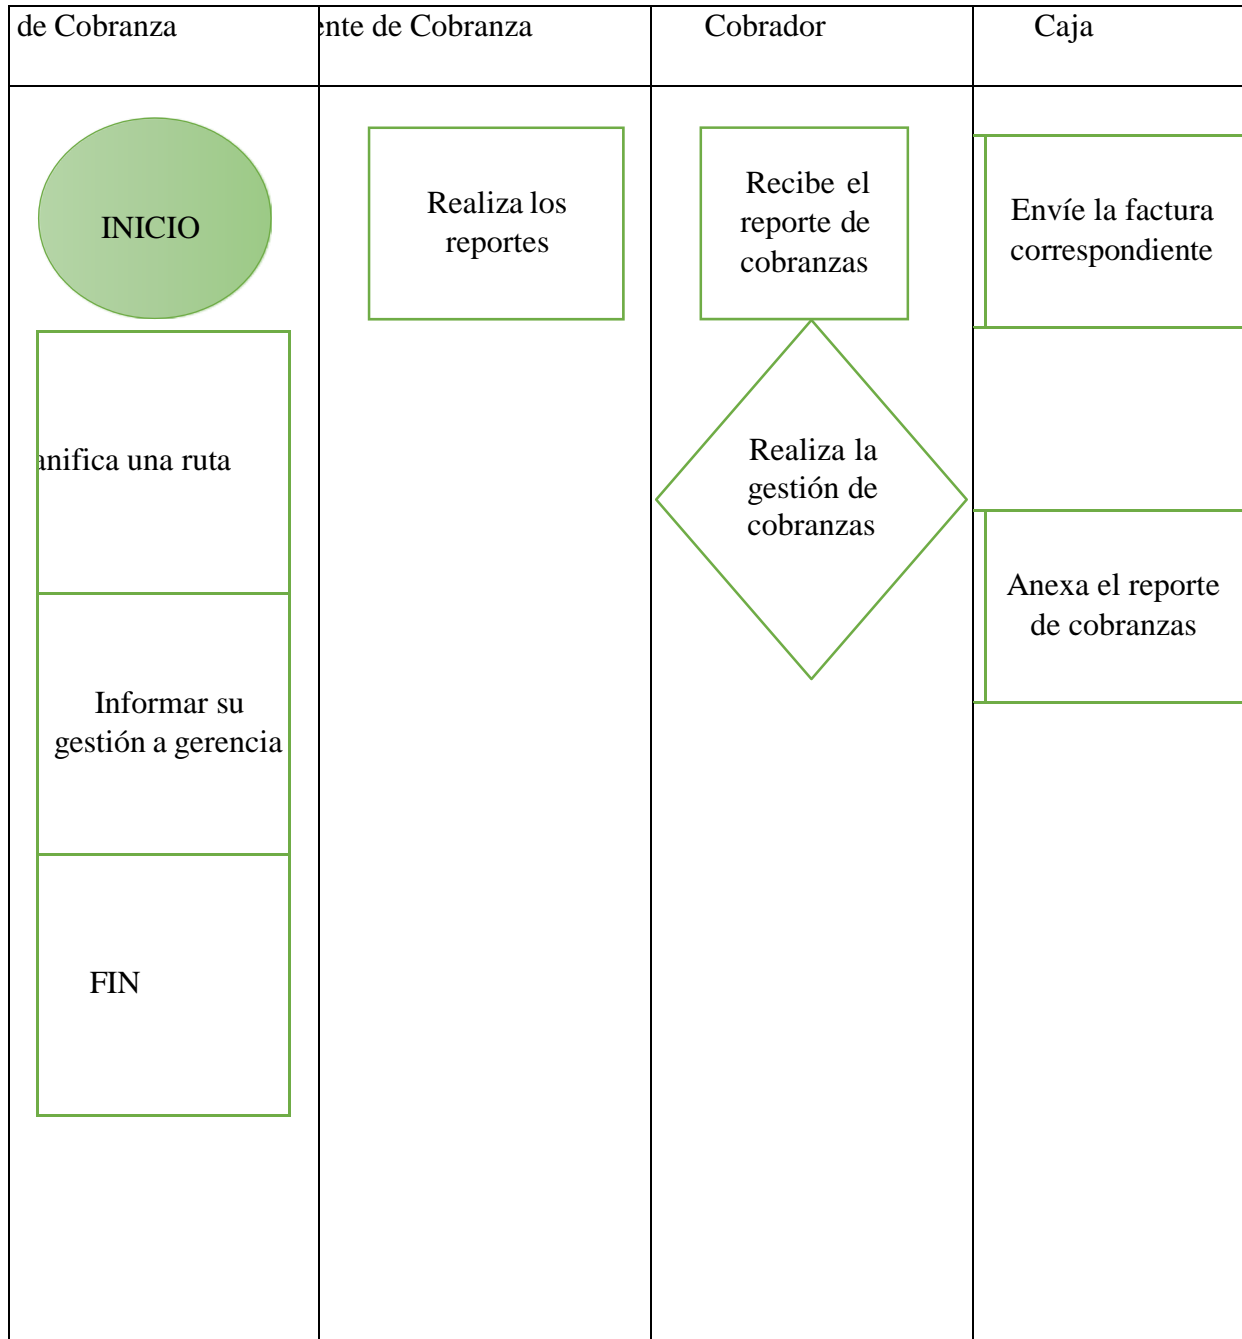 de Cobranza
ente de Cobranza
Cobrador
Caja
INICIO
anifica una ruta
Informar su
gestión a gerencia
FIN
Realiza los
reportes
Recibe el
reporte de
cobranzas
Realiza la
gestión de
cobranzas
Envíe la factura
correspondiente
Anexa el reporte
de cobranzas